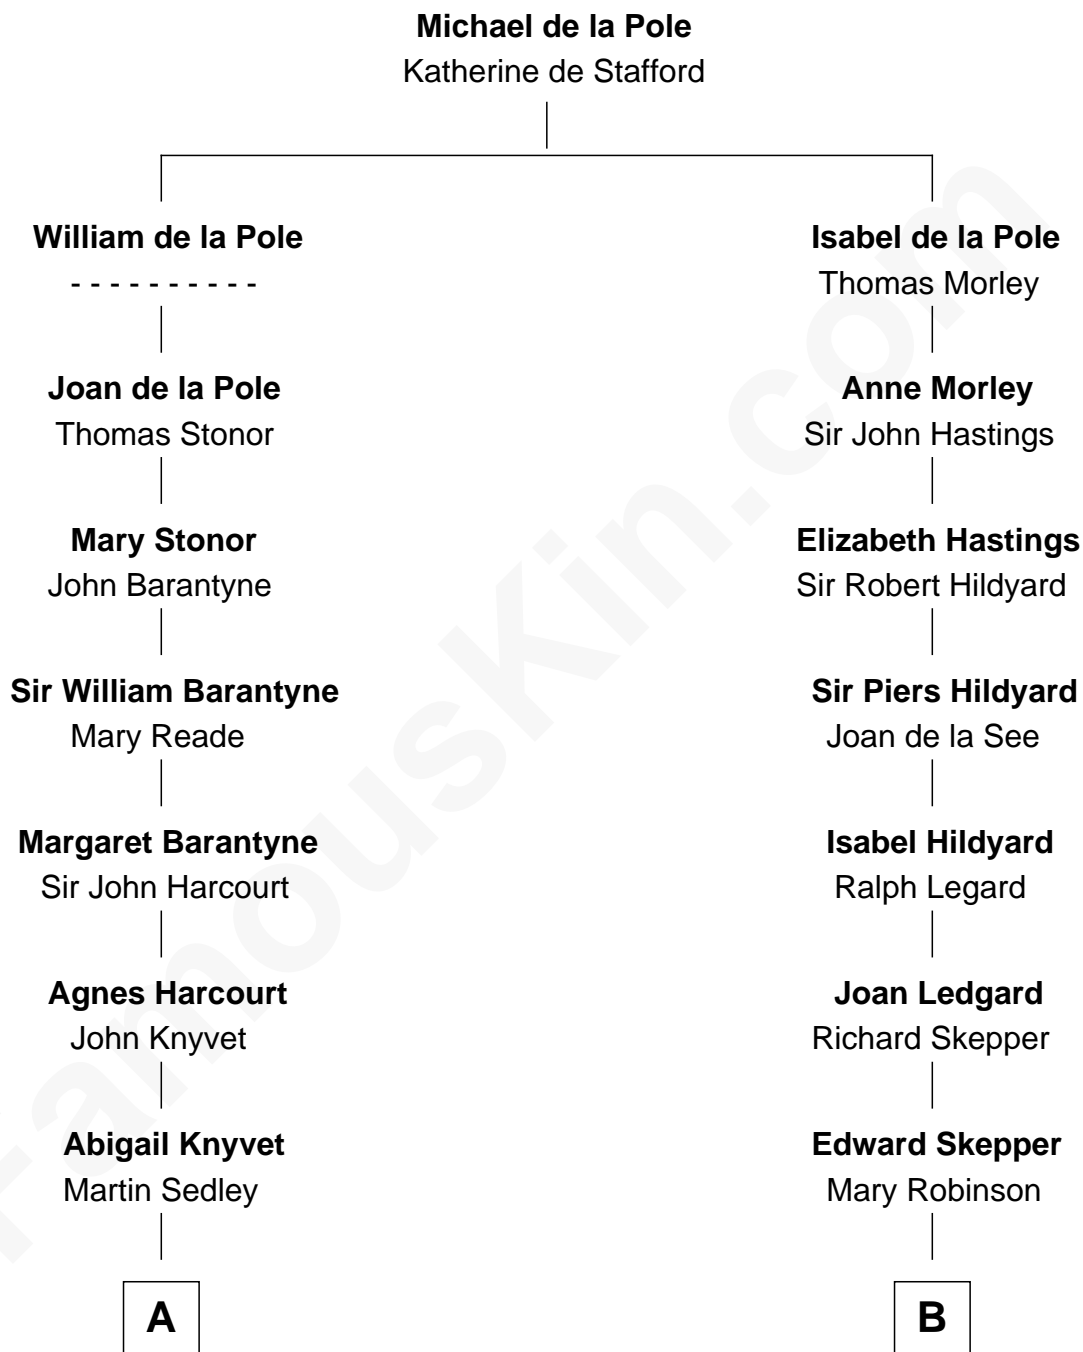 Michael de la Pole
Katherine de Stafford
William de la Pole
- - - - - - - - - -
Joan de la Pole
Thomas Stonor
Mary Stonor
John Barantyne
Sir William Barantyne
Mary Reade
Margaret Barantyne
Sir John Harcourt
Agnes Harcourt
John Knyvet
Abigail Knyvet
Martin Sedley
A
Isabel de la Pole
Thomas Morley
Anne Morley
Sir John Hastings
Elizabeth Hastings
Sir Robert Hildyard
Sir Piers Hildyard
Joan de la See
Isabel Hildyard
Ralph Legard
Joan Ledgard
Richard Skepper
Edward Skepper
Mary Robinson
B
FamousKin.com